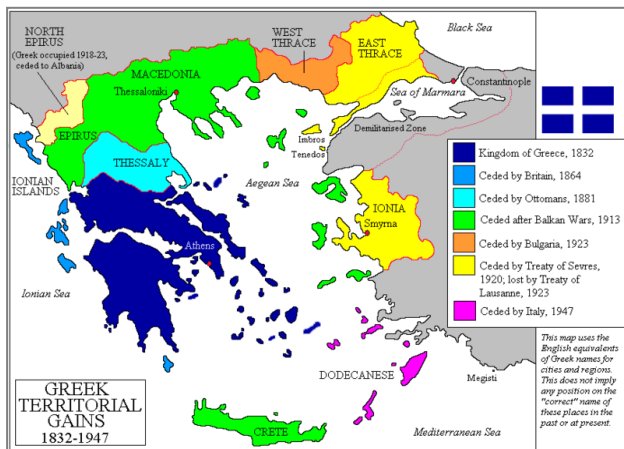 NORTH
EPIRUS
(Greek occupied 1918-23,
ceded to Albania)
WEST
THRACE
EAST
THRACE
Black Sea
MACEDONIA
Thessaloniki
Constantinople
Sea of Marmara
Demilitarised Zone
EPIRUS
Imbros
Tenedos
THESSALY
IONIAN
ISLANDS
Aegean Sea
IONIA
Smyrna
Athens
Ionian Sea
DODECANESE
Megisti
CRETE
Mediterranean Sea
Kingdom of Greece, 1832
Ceded by Britain, 1864
Ceded by Ottomans, 1881
Ceded after Balkan Wars, 1913
Ceded by Bulgaria, 1923
Ceded by Treaty of Sevres,
1920; lost by Treaty of
Lausanne, 1923
Ceded by Italy, 1947
This map uses the
English equivalents
of Greek names for
cities and regions.
This does not imply
any position on the
"correct" name of
these places in the
past or at present.
GREEK
TERRITORIAL
GAINS
1832-1947